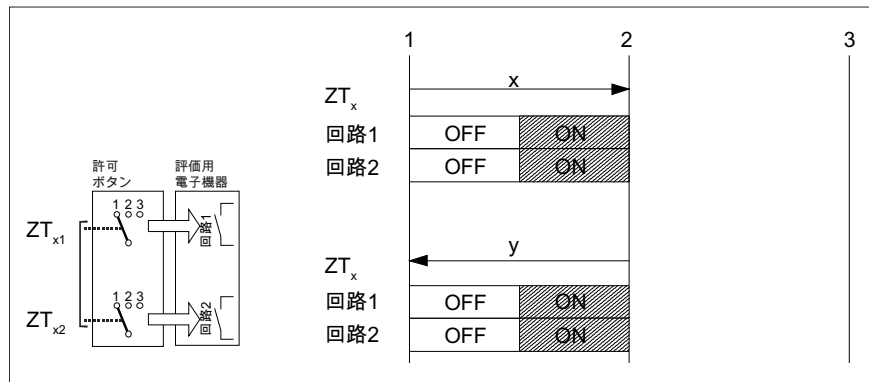 1 2 3
ZTx x
回路1 OFF ON
回路2 OFF ON
許可
ボタン
評価用
電子機器
1 2 3
ZTx1
回路1
1 2 3
ZTx2
回路2
ZTx y
回路1 OFF ON
回路2 OFF ON